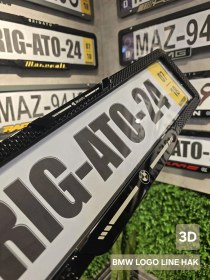 RIG-ATO-24
Maserati
MAZ-94
MAZ-94
RIG-ATO-24
3D
BMW LOGO LINE HAK